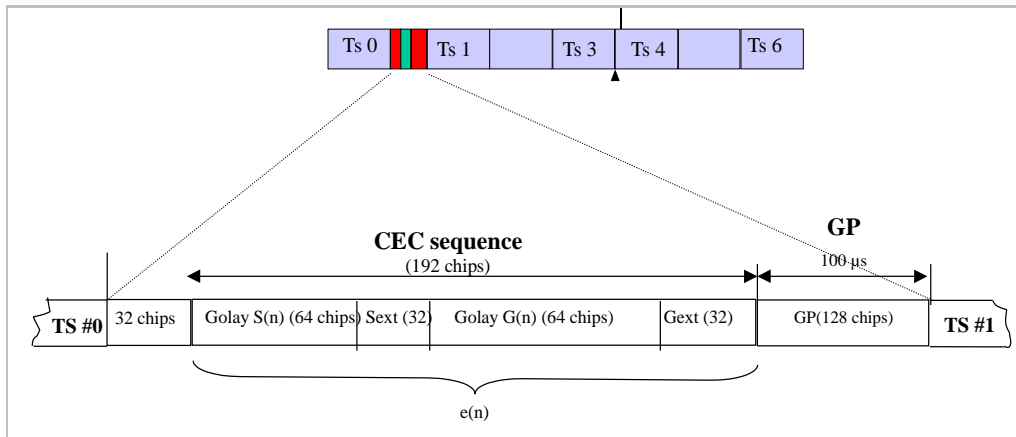 Ts 0 Ts 1 Ts 3 Ts 4 Ts 6
CEC sequence
(192 chips)
GP
100 µs
TS #0 32 chips Golay S(n) (64 chips) Sext (32) Golay G(n) (64 chips) Gext (32) GP(128 chips) TS #1
e(n)